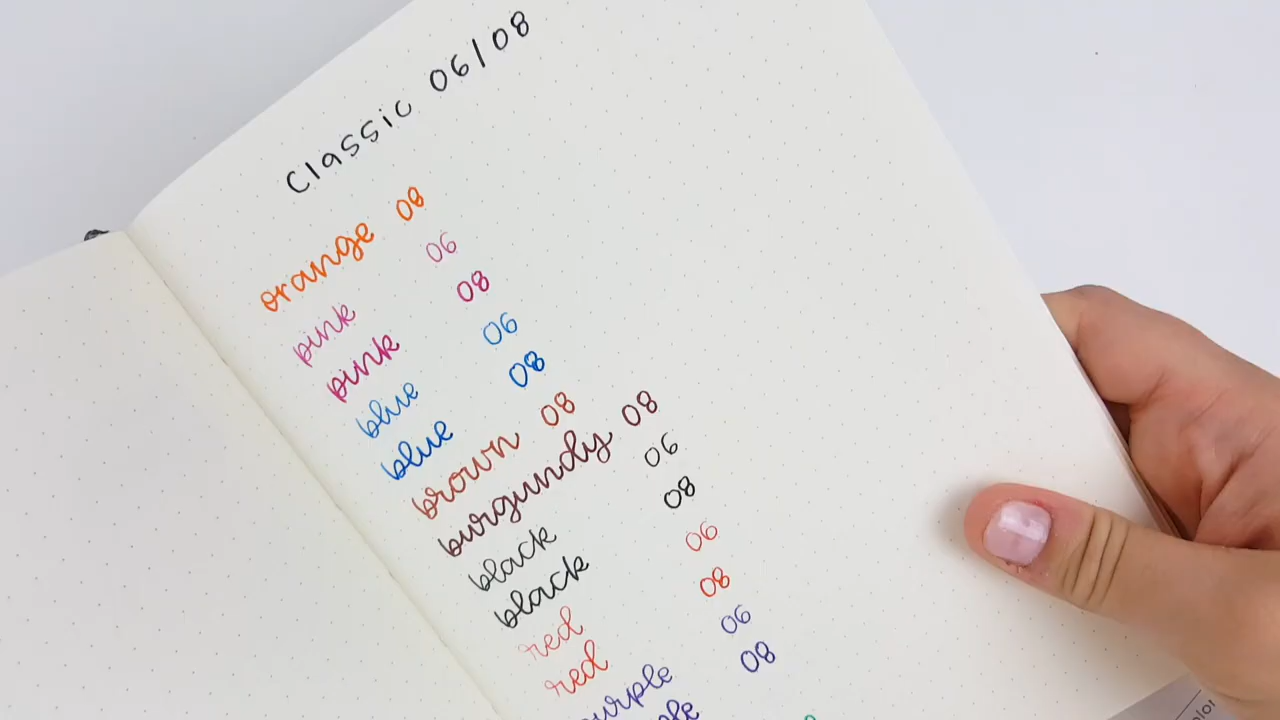 Classic 06/08
orange 08
pink 06
pink 08
blue 06
blue 08
brown 08
burgundy 08
black 06
black 08
red 06
red 08
purple 06
08